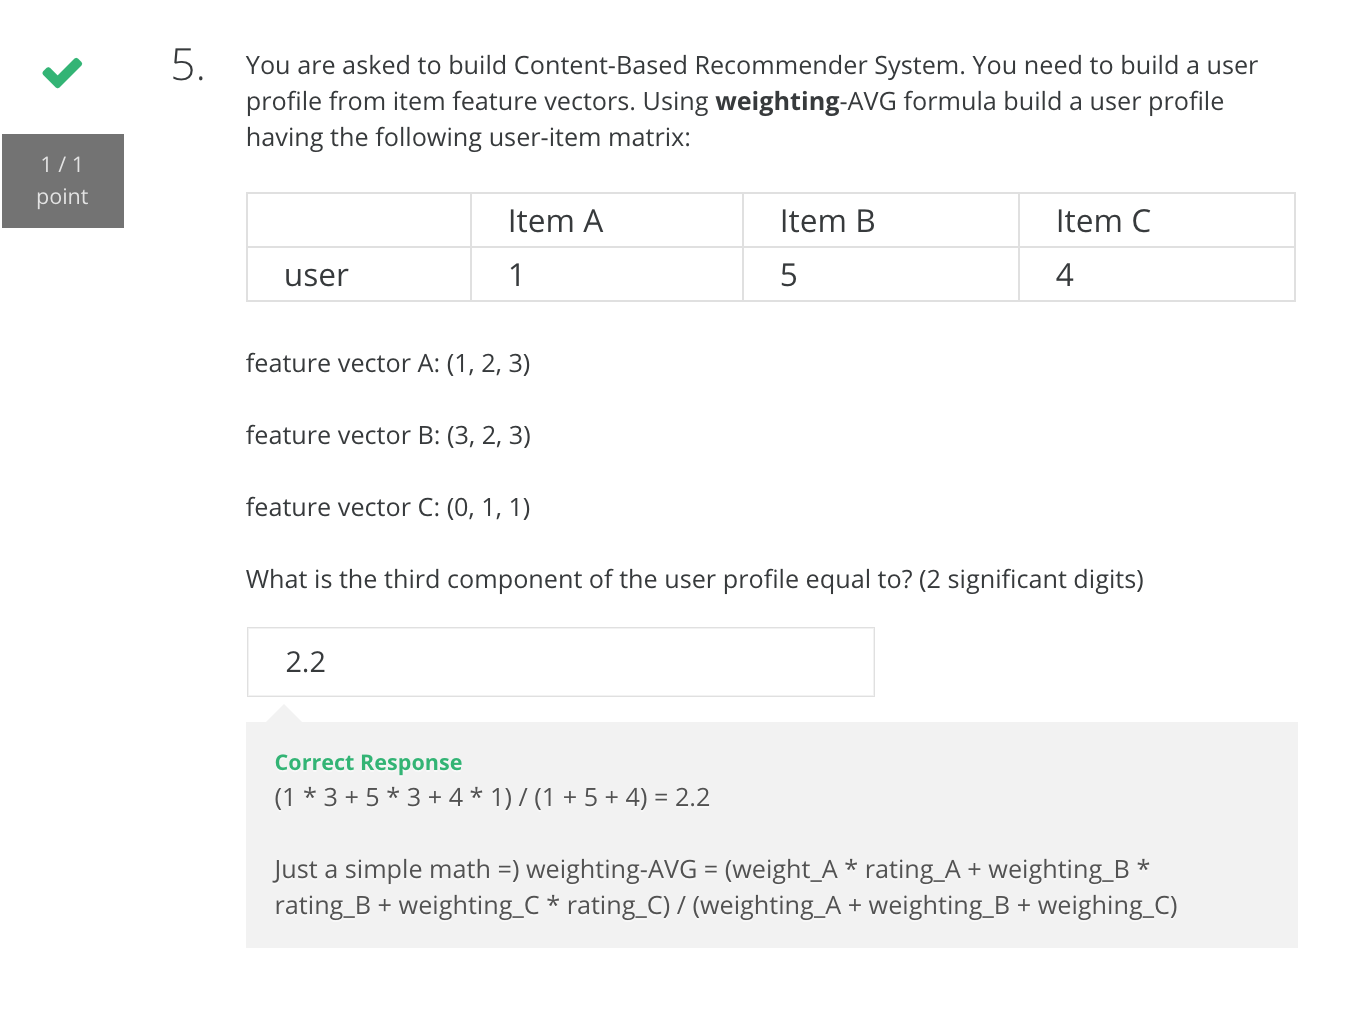 5.
You are asked to build Content-Based Recommender System. You need to build a user
profile from item feature vectors. Using weighting-AVG formula build a user profile
having the following user-item matrix:
1 / 1
point
Item A Item B Item C
user 1 5 4
feature vector A: (1, 2, 3)
feature vector B: (3, 2, 3)
feature vector C: (0, 1, 1)
What is the third component of the user profile equal to? (2 significant digits)
2.2
Correct Response
(1 * 3 + 5 * 3 + 4 * 1) / (1 + 5 + 4) = 2.2
Just a simple math =) weighting-AVG = (weight_A * rating_A + weighting_B *
rating_B + weighting_C * rating_C) / (weighting_A + weighting_B + weighing_C)